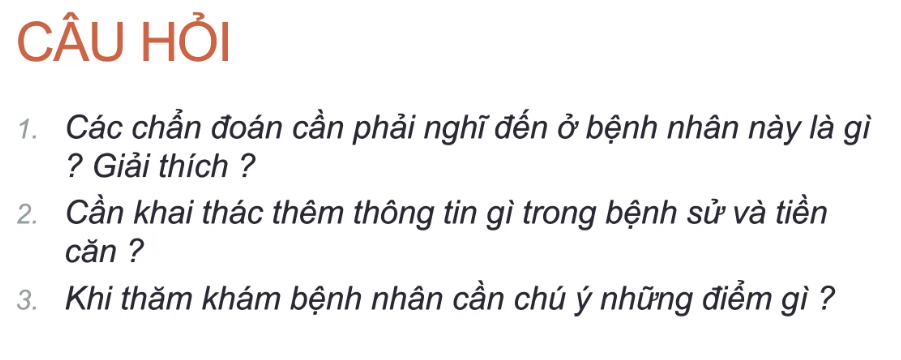 CÂU HỎI
1. Các chẩn đoán cần phải nghĩ đến ở bệnh nhân này là gì
? Giải thích ?
2. Cần khai thác thêm thông tin gì trong bệnh sử và tiền
căn ?
3. Khi thăm khám bệnh nhân cần chú ý những điểm gì ?